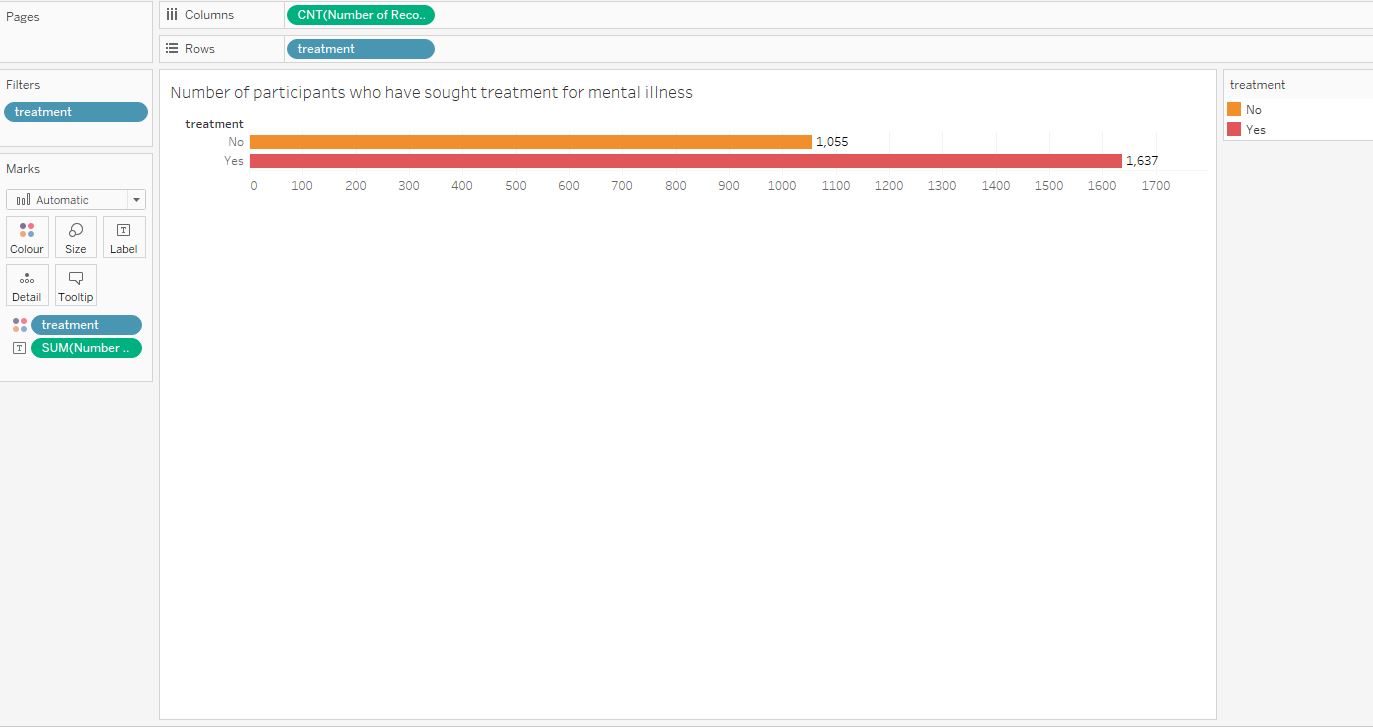 Pages
Columns
CNT(Number of Reco..
Rows
treatment
Filters
treatment
Marks
Automatic
Colour
Size
Label
Detail
Tooltip
treatment
SUM(Number ..
Number of participants who have sought treatment for mental illness
treatment
No 1,055
Yes 1,637
0 100 200 300 400 500 600 700 800 900 1000 1100 1200 1300 1400 1500 1600 1700
treatment
No
Yes